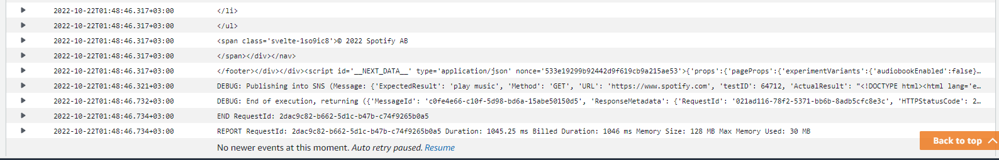 2022-10-22T01:48:46.317+03:00 </li>
2022-10-22T01:48:46.317+03:00 </ul>
2022-10-22T01:48:46.317+03:00 <span class='svelte-1so9ic8'>© 2022 Spotify AB
2022-10-22T01:48:46.317+03:00 </span></div></nav>
2022-10-22T01:48:46.317+03:00 </footer></div></div><script id='__NEXT_DATA__' type='application/json' nonce='533e19299b92442d9f619cb9a215ae53'>{'props':{'pageProps':{'experimentVariants':{'audiobookEnabled':false}…
2022-10-22T01:48:46.321+03:00 DEBUG: Publishing into SNS (Message: {'ExpectedResult': 'play music', 'Method': 'GET', 'URL': 'https://www.spotify.com', 'testID': 64712, 'ActualResult': "<!DOCTYPE html><html lang='e…
2022-10-22T01:48:46.732+03:00 DEBUG: End of execution, returning ({'MessageId': 'c0fe4e66-c10f-5d98-bd6a-15abe50150d5', 'ResponseMetadata': {'RequestId': '021ad116-78f2-5371-bb6b-8adb5cfc8e3c', 'HTTPStatusCode': 2…
2022-10-22T01:48:46.734+03:00 END RequestId: 2dac9c82-b662-5d1c-b47b-c74f9265b0a5
2022-10-22T01:48:46.734+03:00 REPORT RequestId: 2dac9c82-b662-5d1c-b47b-c74f9265b0a5 Duration: 1045.25 ms Billed Duration: 1046 ms Memory Size: 128 MB Max Memory Used: 30 MB
No newer events at this moment. Auto retry paused. Resume
Back to top